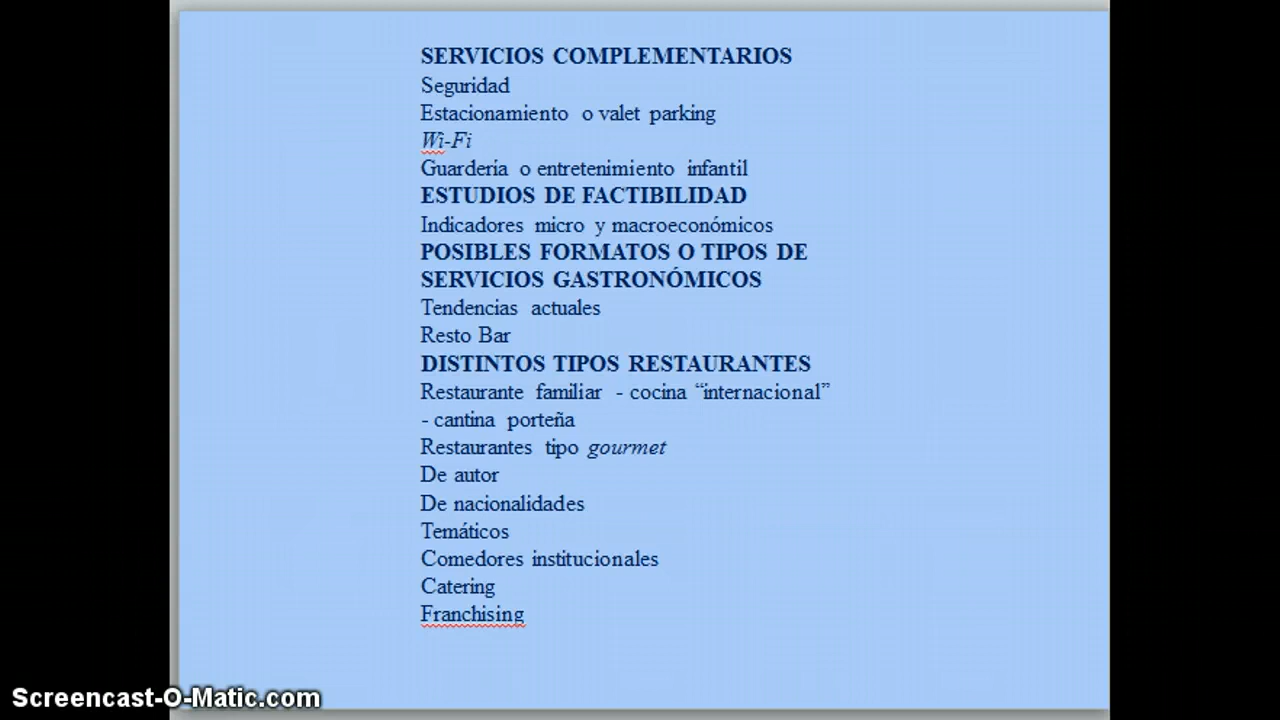 SERVICIOS COMPLEMENTARIOS
Seguridad
Estacionamiento o valet parking
Wi-Fi
Guardería o entretenimiento infantil
ESTUDIOS DE FACTIBILIDAD
Indicadores micro y macroeconómicos
POSIBLES FORMATOS O TIPOS DE
SERVICIOS GASTRONÓMICOS
Tendencias actuales
Resto Bar
DISTINTOS TIPOS RESTAURANTES
Restaurante familiar - cocina “internacional”
- cantina porteña
Restaurantes tipo gourmet
De autor
De nacionalidades
Temáticos
Comedores institucionales
Catering
Franchising
Screencast-O-Matic.com